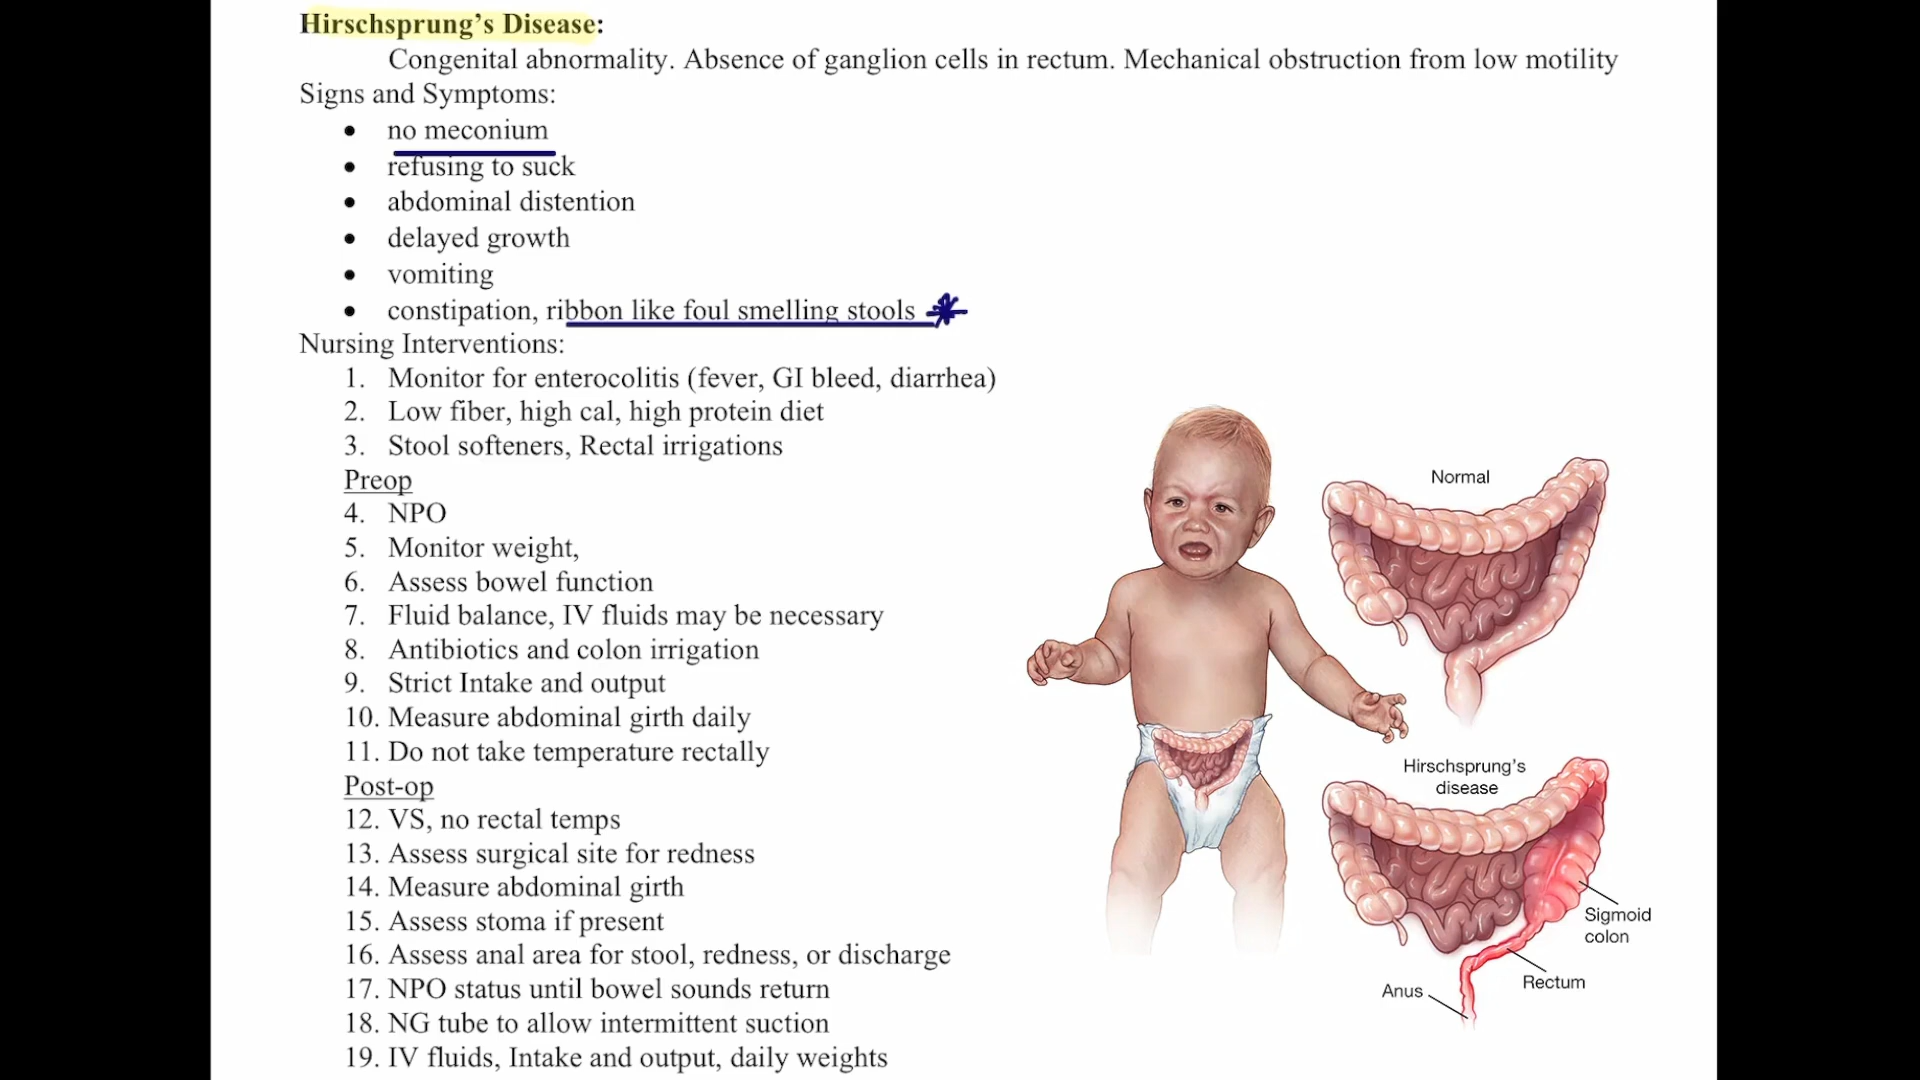 Hirschsprung's Disease:
Congenital abnormality. Absence of ganglion cells in rectum. Mechanical obstruction from low motility
Signs and Symptoms:
• no meconium
• refusing to suck
• abdominal distention
• delayed growth
• vomiting
• constipation, ribbon like foul smelling stools
Nursing Interventions:
1. Monitor for enterocolitis (fever, GI bleed, diarrhea)
2. Low fiber, high cal, high protein diet
3. Stool softeners, Rectal irrigations
Preop
4. NPO
5. Monitor weight,
6. Assess bowel function
7. Fluid balance, IV fluids may be necessary
8. Antibiotics and colon irrigation
9. Strict Intake and output
10. Measure abdominal girth daily
11. Do not take temperature rectally
Post-op
12. VS, no rectal temps
13. Assess surgical site for redness
14. Measure abdominal girth
15. Assess stoma if present
16. Assess anal area for stool, redness, or discharge
17. NPO status until bowel sounds return
18. NG tube to allow intermittent suction
19. IV fluids, Intake and output, daily weights
Normal
Hirschsprung's
disease
Sigmoid
colon
Rectum
Anus